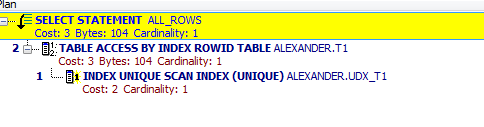 Plan
SELECT STATEMENT ALL_ROWS
Cost: 3 Bytes: 104 Cardinality: 1
2 TABLE ACCESS BY INDEX ROWID TABLE ALEXANDER.T1
Cost: 3 Bytes: 104 Cardinality: 1
1 INDEX UNIQUE SCAN INDEX (UNIQUE) ALEXANDER.UDX_T1
Cost: 2 Cardinality: 1